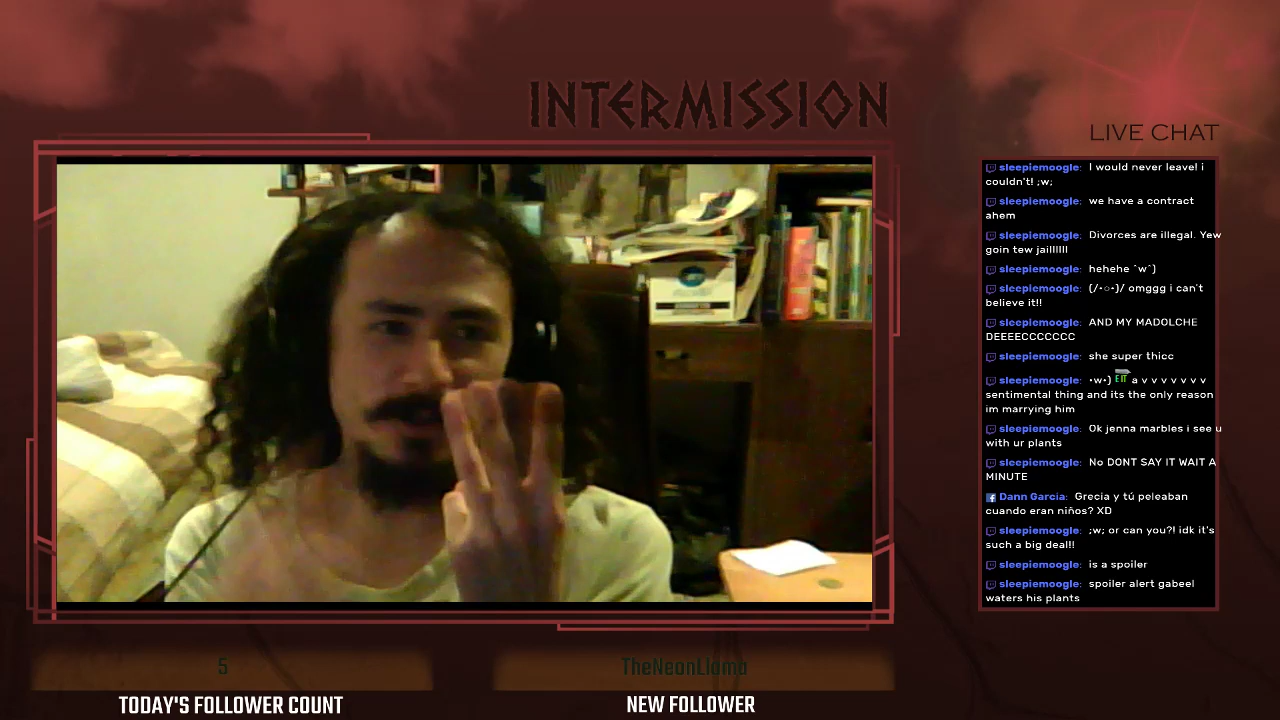 INTERMISSION
LIVE CHAT
sleepiemoogle: I would never leave! i
couldn't! ;w;
sleepiemoogle: we have a contract
ahem
sleepiemoogle: Divorces are illegal. Yew
goin tew jailllllll
sleepiemoogle: hehehe ^w^)
sleepiemoogle: (/•○•)/ omggg i can't
believe it!!
sleepiemoogle: AND MY MADOLCHE
DEEEECCCCCCC
sleepiemoogle: she super thicc
sleepiemoogle: •w•) a v v v v v v v
sentimental thing and its the only reason
im marrying him
sleepiemoogle: Ok jenna marbles i see u
with ur plants
sleepiemoogle: No DONT SAY IT WAIT A
MINUTE
Dann Garcia: Grecia y tú peleaban
cuando eran niños? XD
sleepiemoogle: ;w; or can you?! idk it's
such a big deal!!
sleepiemoogle: is a spoiler
sleepiemoogle: spoiler alert gabeel
waters his plants
5
TODAY'S FOLLOWER COUNT
TheNeonLlama
NEW FOLLOWER